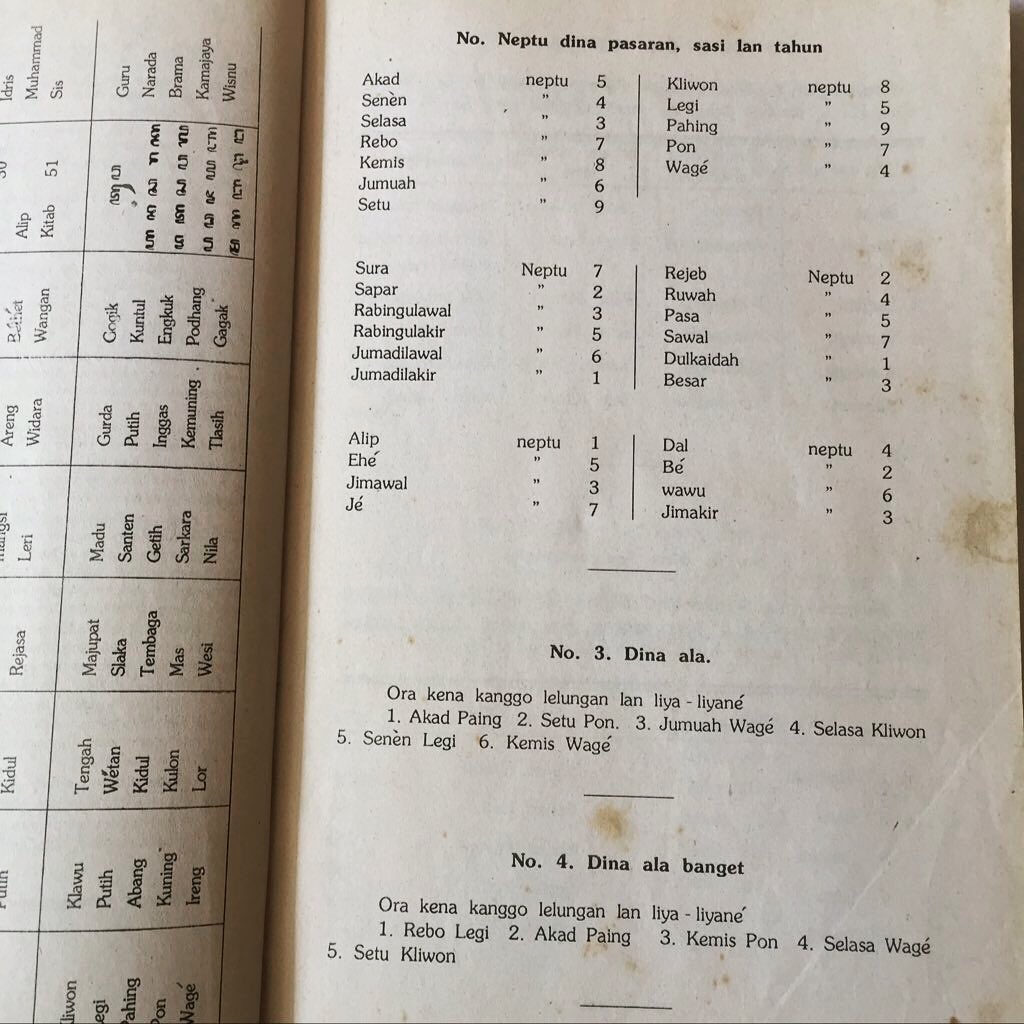 Kidul Rejasa Areng Alip
Leri Widara Wangan Kitab 51 Muhammad
Sis
liwon Klawu Tengah Majupat Madu Gurda Gogik Guru
egi Putih Wétan Slaka Santen Putih Kuntul Narada
ahing Abang Kidul Tembaga Getih Inggas Engkuk Brama
Pon Kuning Kulon Mas Sarkara Kemuning Podhang Kamajaya
Wagé Ireng Lor Wesi Nila Tlasih Gagak Wisnu
No. Neptu dina pasaran, sasi lan tahun
Akad neptu 5 Kliwon neptu 8
Senèn ” 4 Legi ” 5
Selasa ” 3 Pahing ” 9
Rebo ” 7 Pon ” 7
Kemis ” 8 Wagé ” 4
Jumuah ” 6
Setu ” 9
Sura Neptu 7 Rejeb Neptu 2
Sapar ” 2 Ruwah ” 4
Rabingulawal ” 3 Pasa ” 5
Rabingulakir ” 5 Sawal ” 7
Jumadilawal ” 6 Dulkaidah ” 1
Jumadilakir ” 1 Besar ” 3
Alip neptu 1 Dal neptu 4
Ehé ” 5 Bé ” 2
Jimawal ” 3 wawu ” 6
Jé ” 7 Jimakir ” 3
No. 3. Dina ala.
Ora kena kanggo lelungan lan liya - liyané
1. Akad Paing 2. Setu Pon. 3. Jumuah Wagé 4. Selasa Kliwon
5. Senèn Legi 6. Kemis Wagé
No. 4. Dina ala banget
Ora kena kanggo lelungan lan liya - liyané
1. Rebo Legi 2. Akad Paing 3. Kemis Pon 4. Selasa Wagé
5. Setu Kliwon